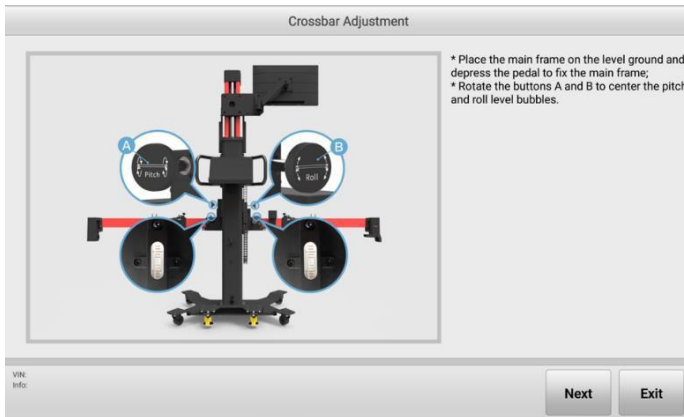 Crossbar Adjustment
* Place the main frame on the level ground and
depress the pedal to fix the main frame;
* Rotate the buttons A and B to center the pitch
and roll level bubbles.
A
B
Pitch
Roll
VIN:
Info:
Next
Exit